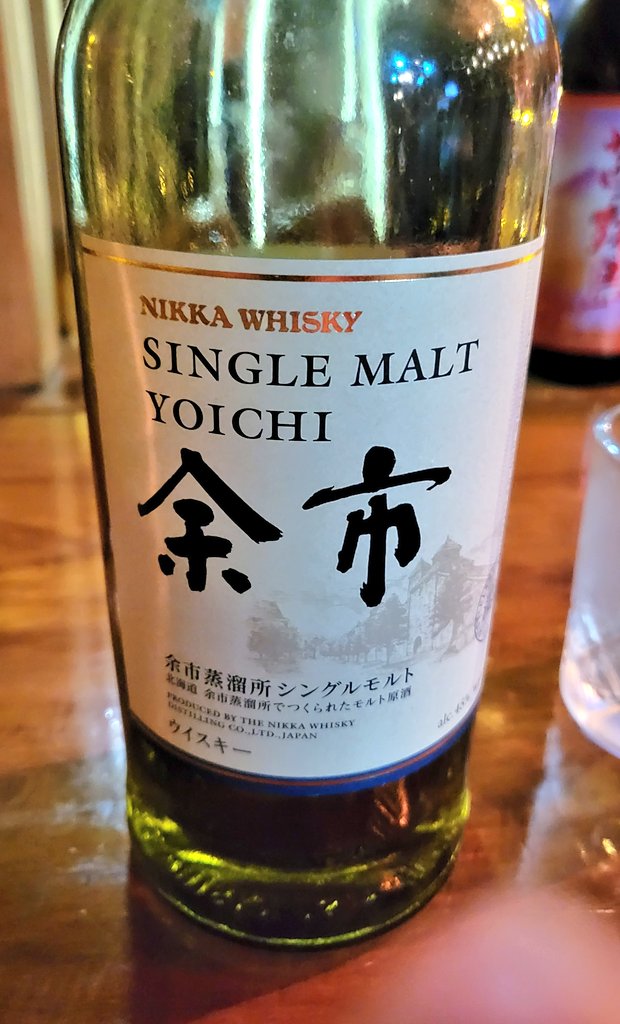 NIKKA WHISKY
SINGLE MALT
YOICHI
余市
余市蒸溜所シングルモルト
北海道 余市蒸溜所でつくられたモルト原酒
PRODUCED BY THE NIKKA WHISKY
DISTILLING CO.,LTD.,JAPAN
alc. 45%
ウイスキー